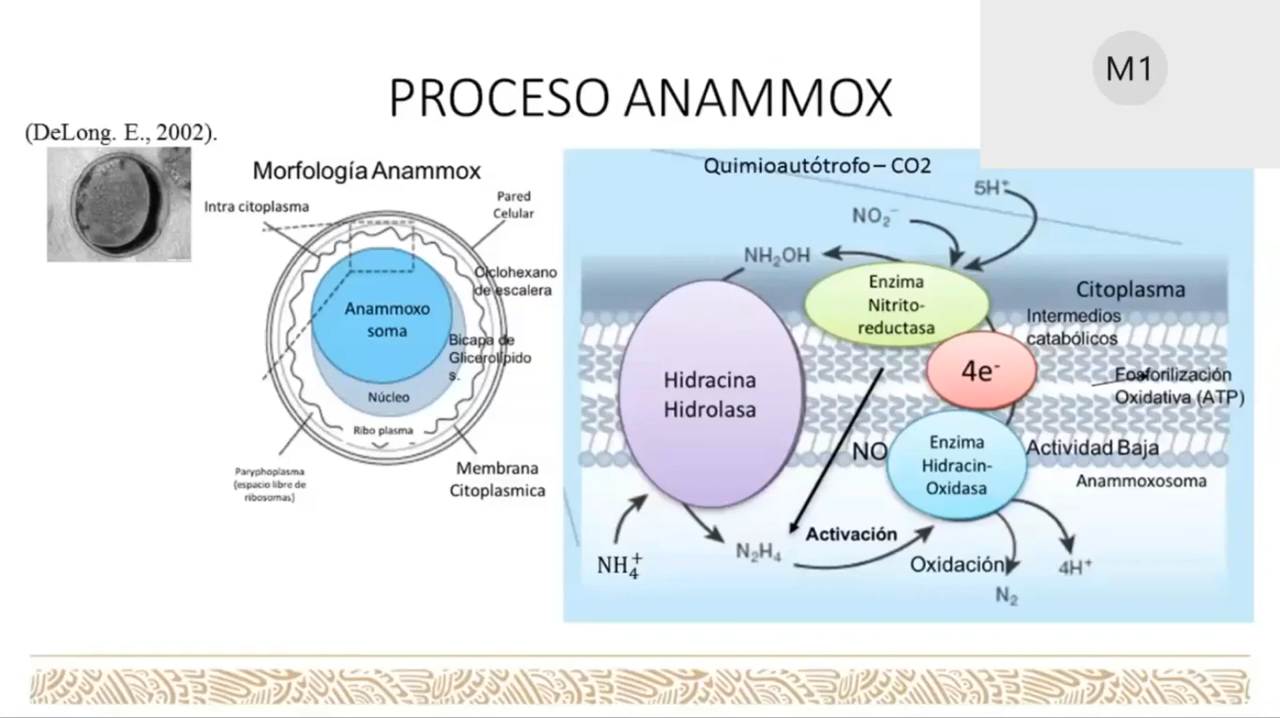 M1
PROCESO ANAMMOX
(DeLong. E., 2002).
Morfología Anammox
Intra citoplasma
Pared
Celular
Ciclohexano
de escalera
Anammoxo
soma
Bicapa de
Glicerolípido
s.
Núcleo
Ribo plasma
Paryphoplasma
(espacio libre de
ribosomas)
Membrana
Citoplasmica
Quimioautótrofo – CO2
5H⁺
NO₂⁻
NH₂OH
Enzima
Nitrito-
reductasa
Citoplasma
Intermedios
catabólicos
4e⁻
Fosforilización
Oxidativa (ATP)
Hidracina
Hidrolasa
NO
Enzima
Hidracin-
Oxidasa
Actividad Baja
Anammoxosoma
Activación
N₂H₄
NH₄⁺
Oxidación
4H⁺
N₂